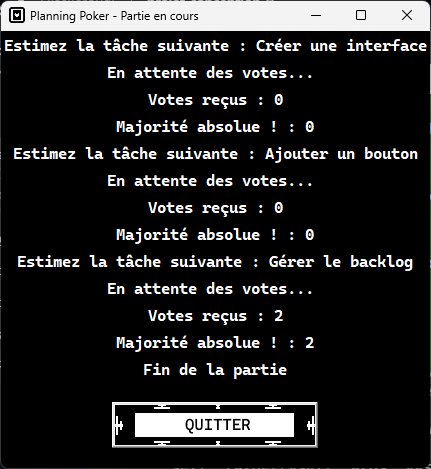 Planning Poker - Partie en cours
Estimez la tâche suivante : Créer une interface
En attente des votes...
Votes reçus : 0
Majorité absolue ! : 0
Estimez la tâche suivante : Ajouter un bouton
En attente des votes...
Votes reçus : 0
Majorité absolue ! : 0
Estimez la tâche suivante : Gérer le backlog
En attente des votes...
Votes reçus : 2
Majorité absolue ! : 2
Fin de la partie
QUITTER